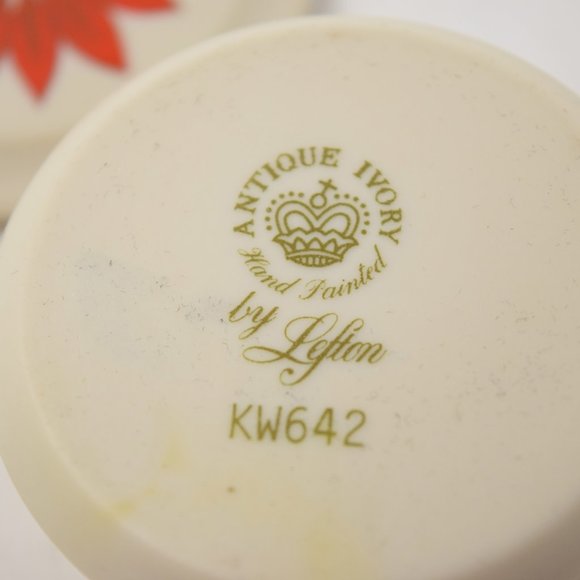 ANTIQUE IVORY
Hand Painted
by Lefton
KW642